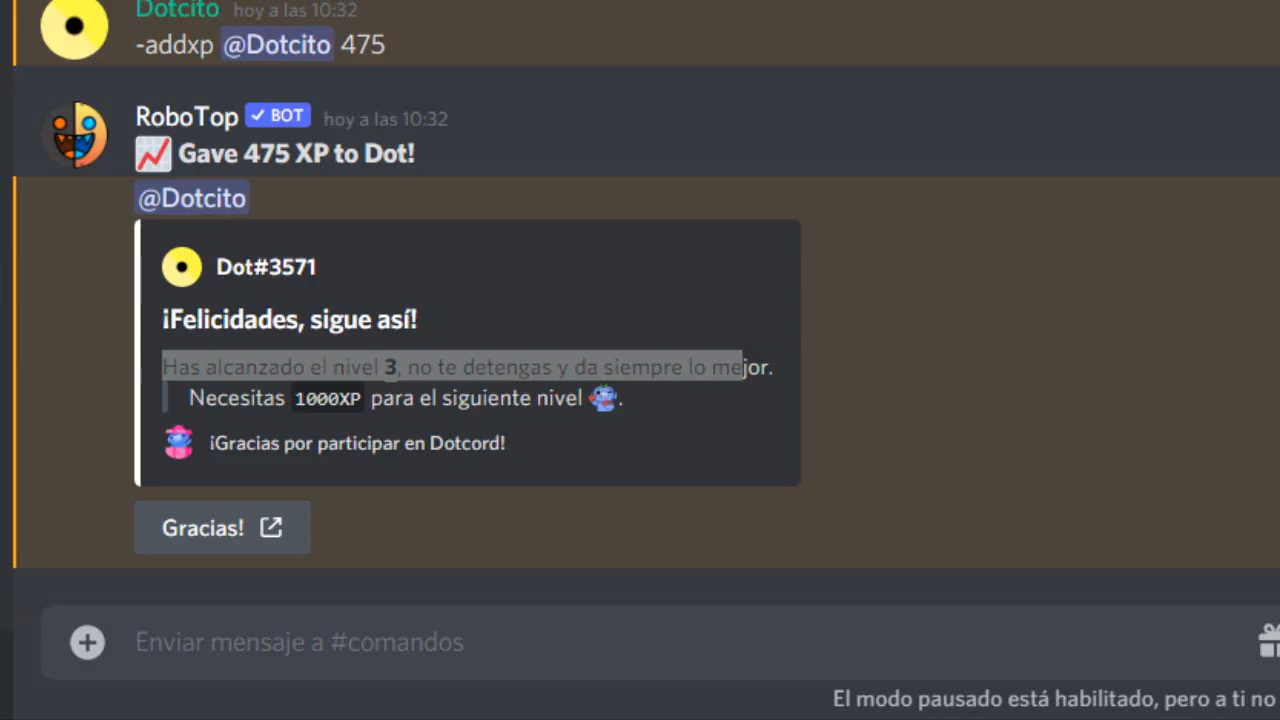 Dotcito hoy a las 10:32
-addxp @Dotcito 475
RoboTop BOT hoy a las 10:32
Gave 475 XP to Dot!
@Dotcito
Dot#3571
¡Felicidades, sigue así!
Has alcanzado el nivel 3, no te detengas y da siempre lo mejor.
Necesitas 1000XP para el siguiente nivel .
¡Gracias por participar en Dotcord!
Gracias!
Enviar mensaje a #comandos
El modo pausado está habilitado, pero a ti no